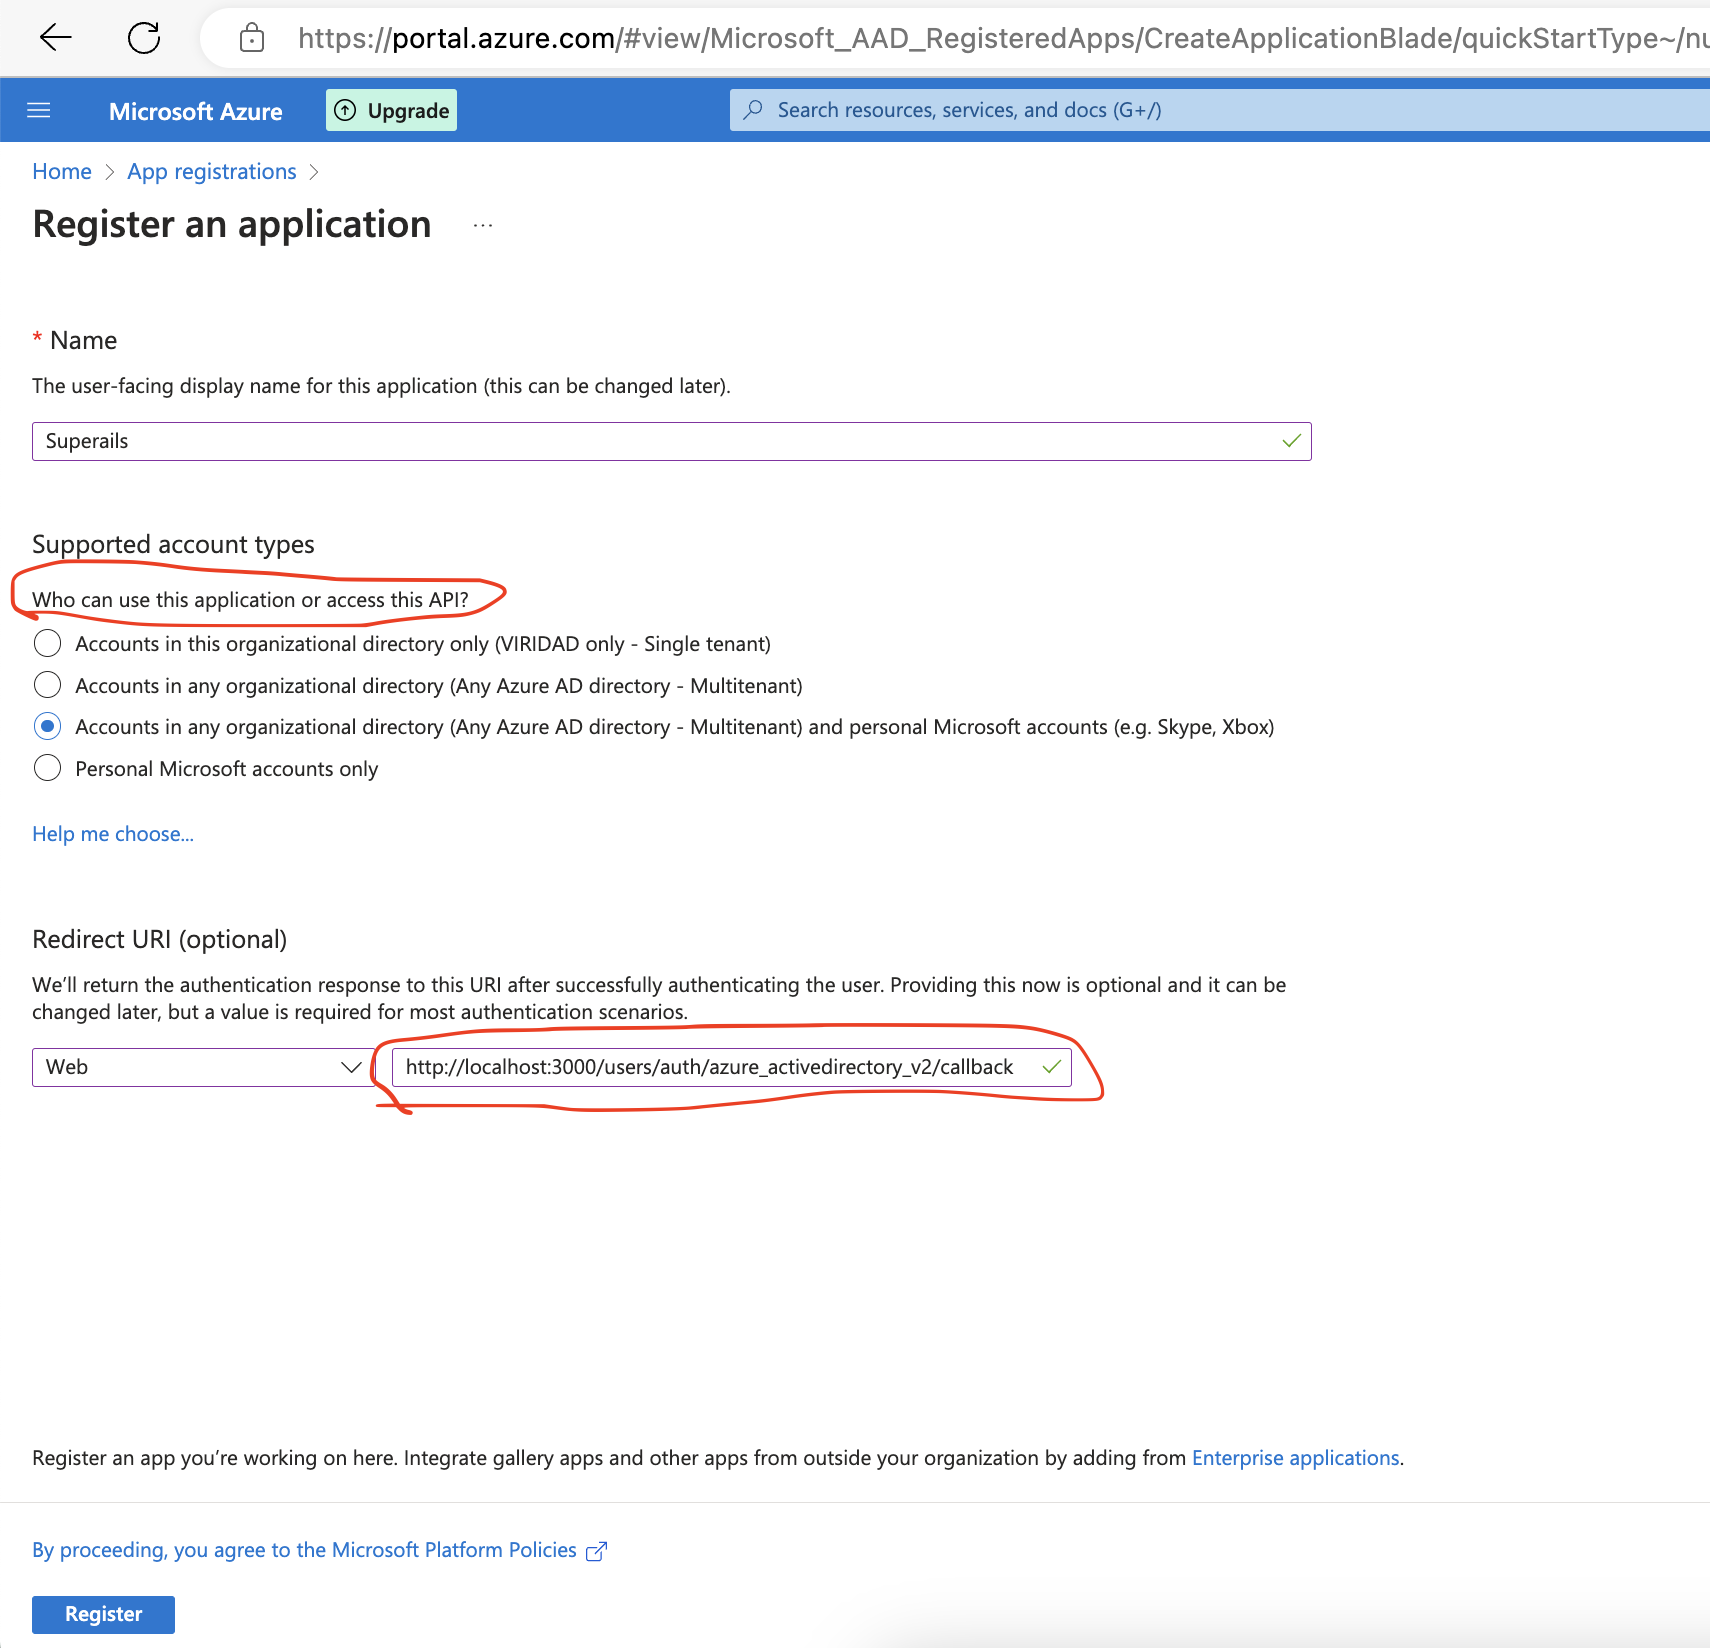 https://portal.azure.com/#view/Microsoft_AAD_RegisteredApps/CreateApplicationBlade/quickStartType~/nu
Microsoft Azure
Upgrade
Search resources, services, and docs (G+/)
Home > App registrations >
Register an application ...
* Name
The user-facing display name for this application (this can be changed later).
Superails
Supported account types
Who can use this application or access this API?
Accounts in this organizational directory only (VIRIDAD only - Single tenant)
Accounts in any organizational directory (Any Azure AD directory - Multitenant)
Accounts in any organizational directory (Any Azure AD directory - Multitenant) and personal Microsoft accounts (e.g. Skype, Xbox)
Personal Microsoft accounts only
Help me choose...
Redirect URI (optional)
We'll return the authentication response to this URI after successfully authenticating the user. Providing this now is optional and it can be
changed later, but a value is required for most authentication scenarios.
Web
http://localhost:3000/users/auth/azure_activedirectory_v2/callback
Register an app you're working on here. Integrate gallery apps and other apps from outside your organization by adding from Enterprise applications.
By proceeding, you agree to the Microsoft Platform Policies
Register